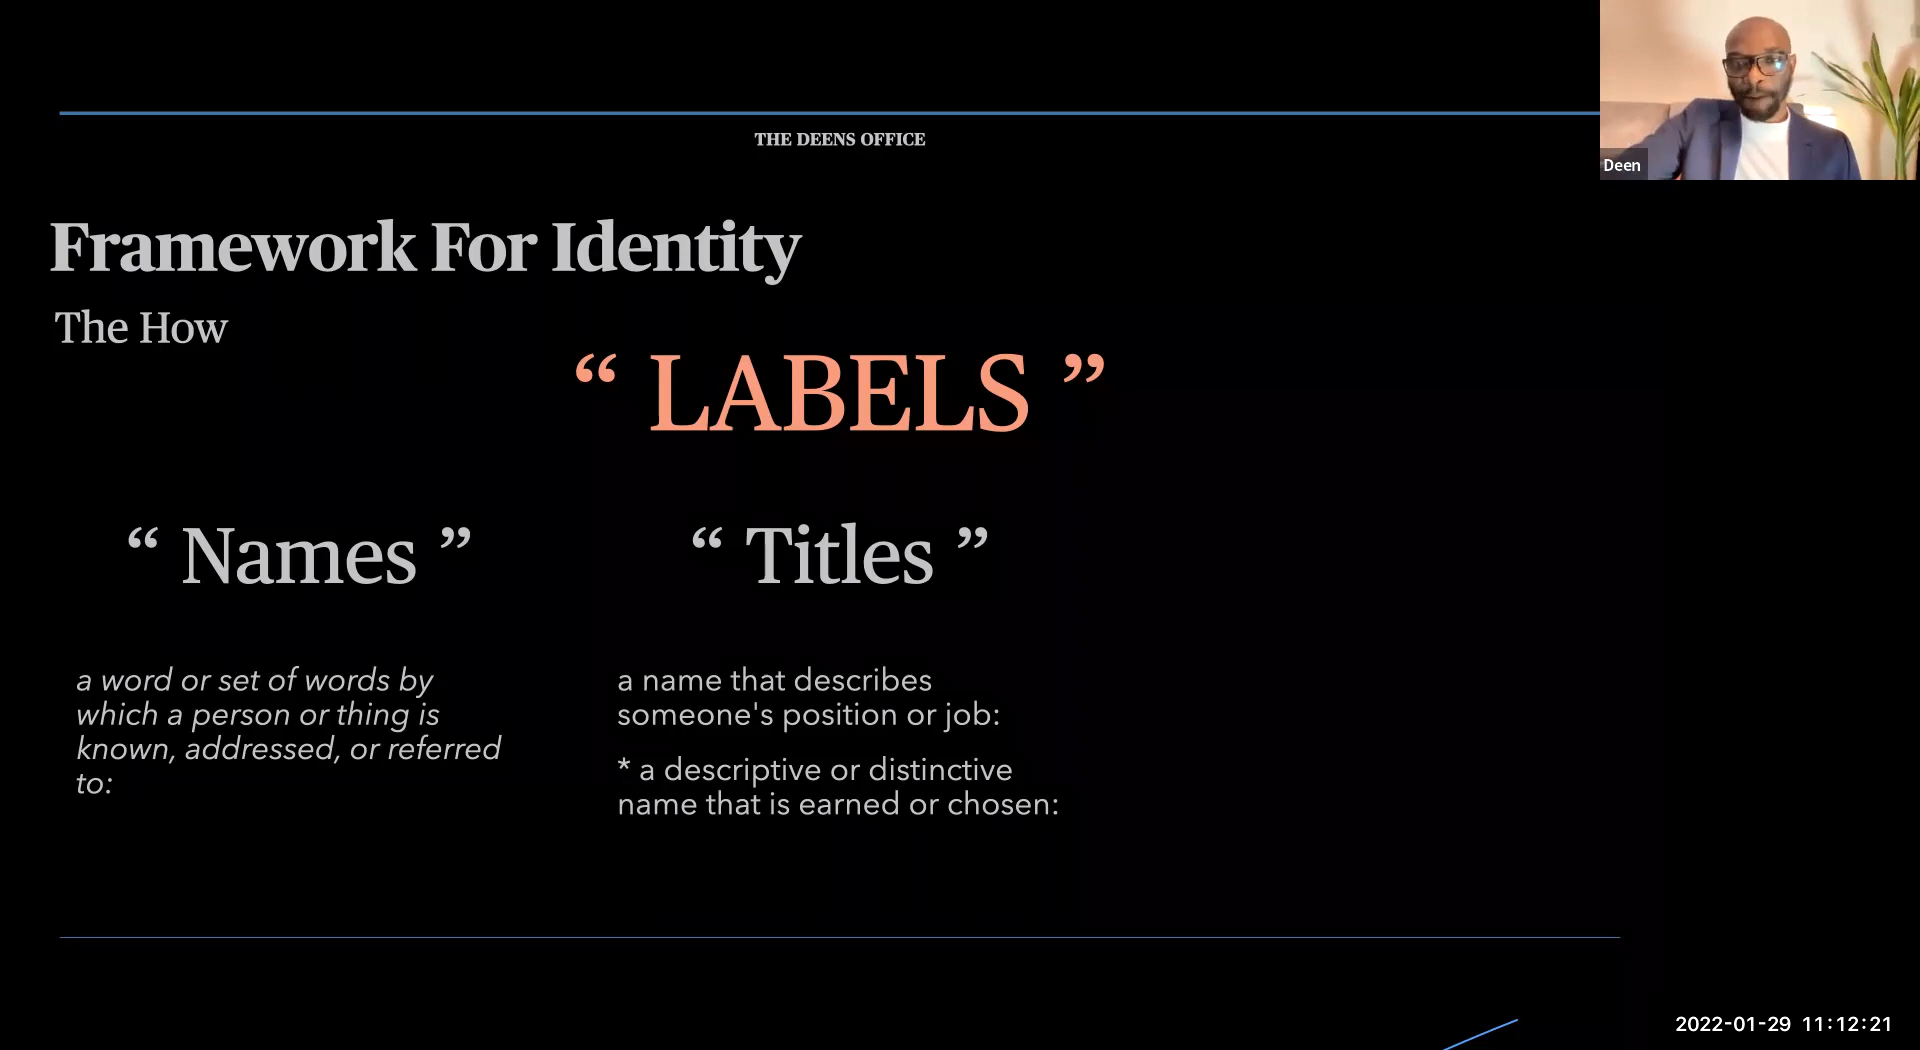 THE DEENS OFFICE
Deen
Framework For Identity
The How
“ LABELS ”
“ Names ”
“ Titles ”
a word or set of words by
which a person or thing is
known, addressed, or referred
to:
a name that describes
someone's position or job:
* a descriptive or distinctive
name that is earned or chosen:
2022-01-29 11:12:21